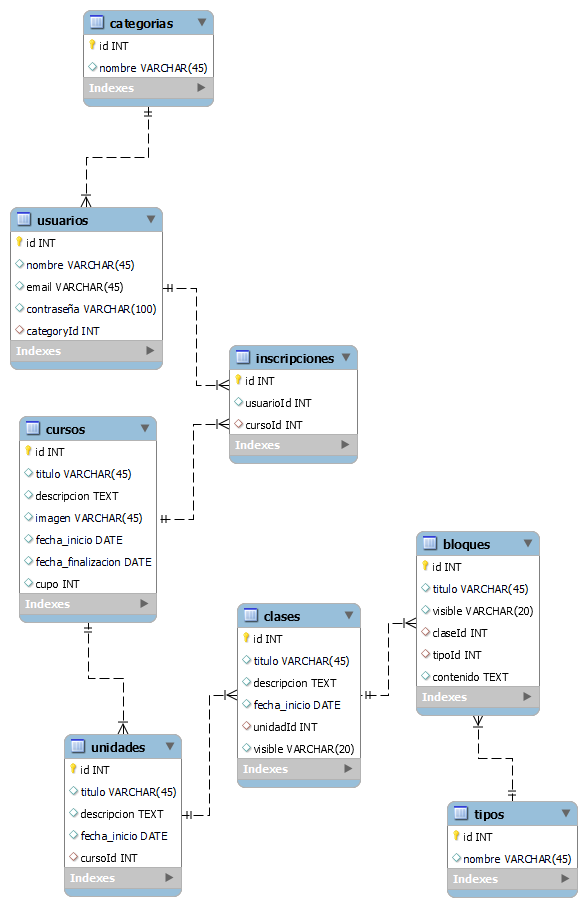 categorias
id INT
nombre VARCHAR(45)
Indexes
usuarios
id INT
nombre VARCHAR(45)
email VARCHAR(45)
contraseña VARCHAR(100)
categoryId INT
Indexes
inscripciones
id INT
usuarioId INT
cursoId INT
Indexes
cursos
id INT
titulo VARCHAR(45)
descripcion TEXT
imagen VARCHAR(45)
fecha_inicio DATE
fecha_finalizacion DATE
cupo INT
Indexes
bloques
id INT
titulo VARCHAR(45)
visible VARCHAR(20)
claseId INT
tipoId INT
contenido TEXT
Indexes
clases
id INT
titulo VARCHAR(45)
descripcion TEXT
fecha_inicio DATE
unidadId INT
visible VARCHAR(20)
Indexes
unidades
id INT
titulo VARCHAR(45)
descripcion TEXT
fecha_inicio DATE
cursoId INT
Indexes
tipos
id INT
nombre VARCHAR(45)
Indexes